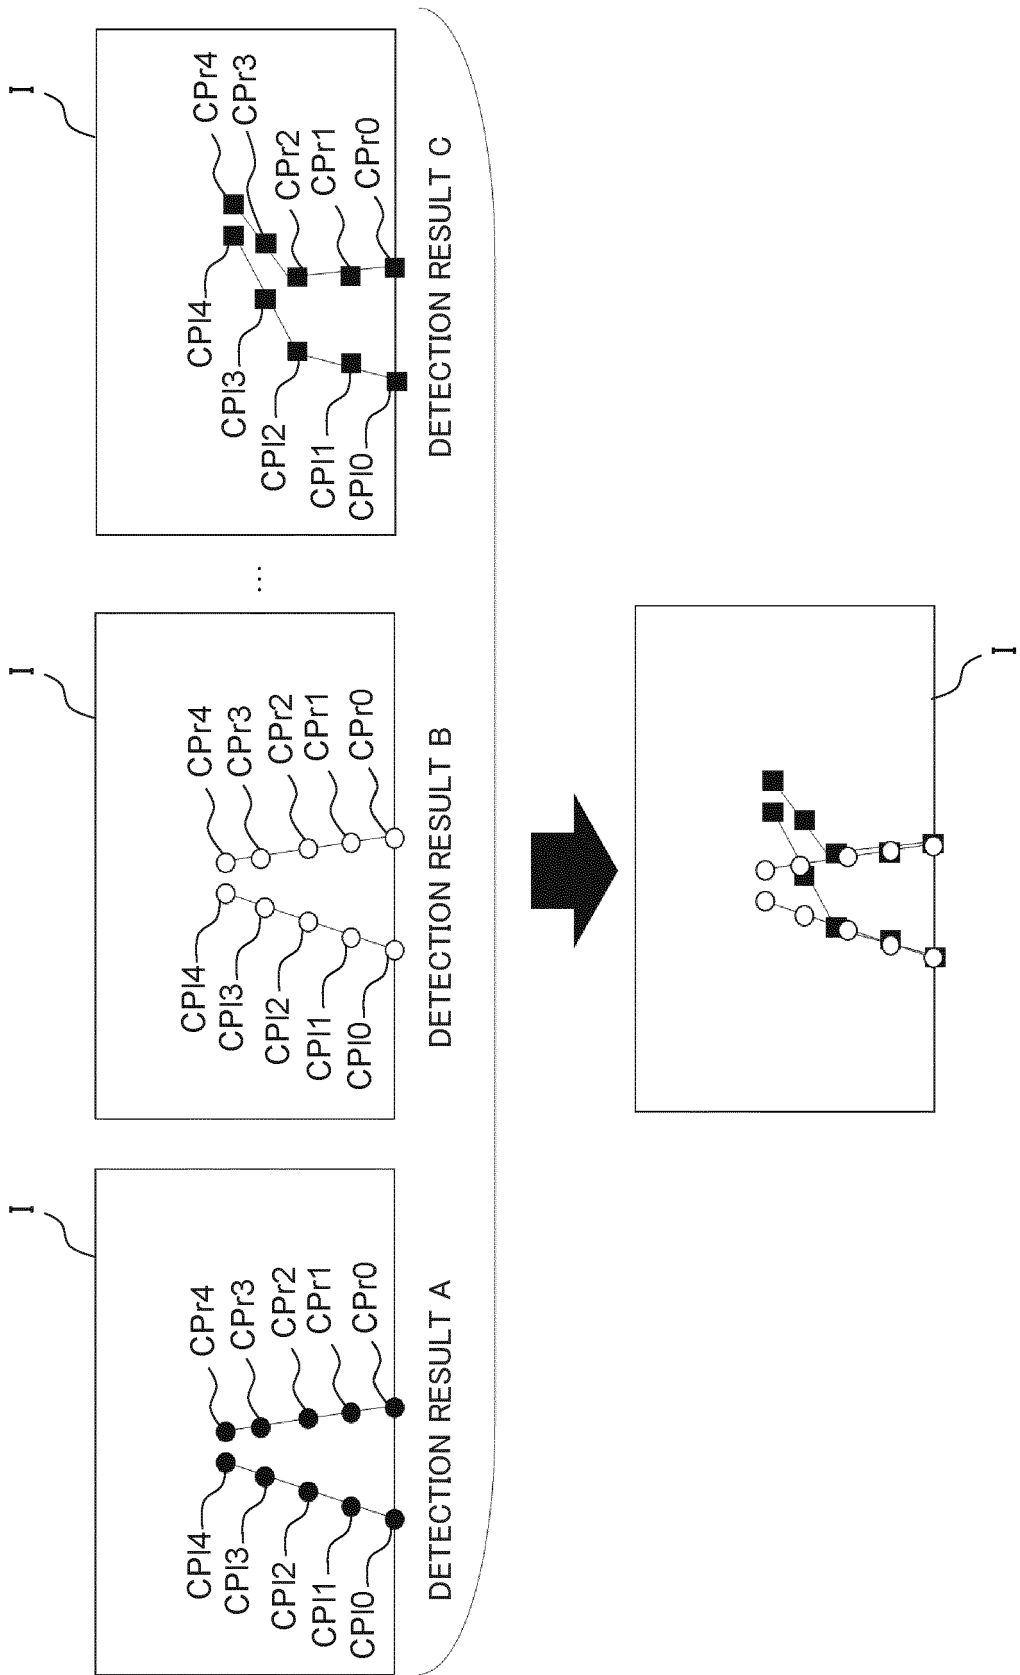 I
CPl4
CPl3
CPl2
CPl1
CPl0
CPr4
CPr3
CPr2
CPr1
CPr0
DETECTION RESULT A
I
CPl4
CPl3
CPl2
CPl1
CPl0
CPr4
CPr3
CPr2
CPr1
CPr0
DETECTION RESULT B
...
I
CPl4
CPl3
CPl2
CPl1
CPl0
CPr4
CPr3
CPr2
CPr1
CPr0
DETECTION RESULT C
I